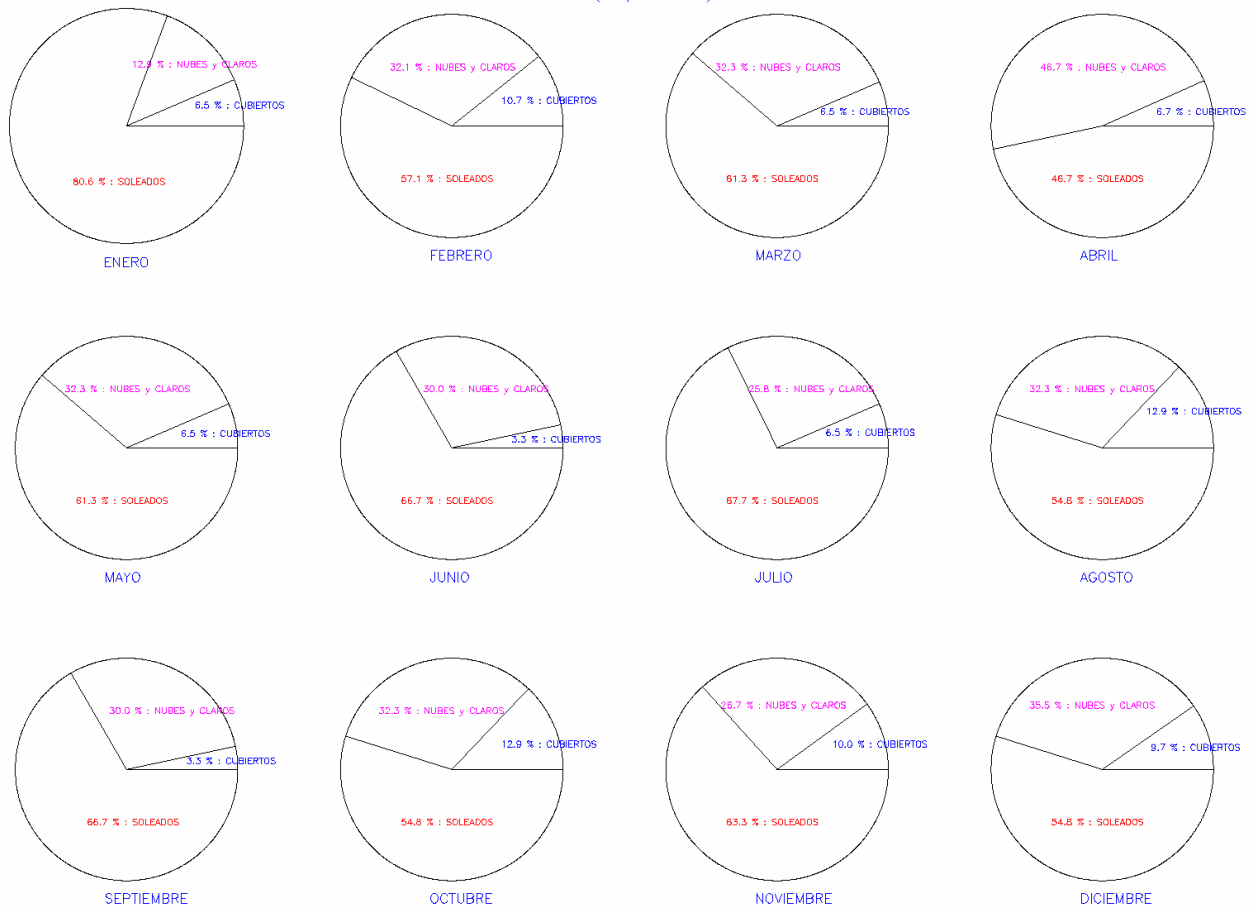 12.9 % : NUBES y CLAROS
6.5 % : CUBIERTOS
80.6 % : SOLEADOS
ENERO
32.1 % : NUBES y CLAROS
10.7 % : CUBIERTOS
57.1 % : SOLEADOS
FEBRERO
32.3 % : NUBES y CLAROS
6.5 % : CUBIERTOS
61.3 % : SOLEADOS
MARZO
46.7 % : NUBES y CLAROS
6.7 % : CUBIERTOS
46.7 % : SOLEADOS
ABRIL
32.3 % : NUBES y CLAROS
6.5 % : CUBIERTOS
61.3 % : SOLEADOS
MAYO
30.0 % : NUBES y CLAROS
3.3 % : CUBIERTOS
66.7 % : SOLEADOS
JUNIO
25.8 % : NUBES y CLAROS
6.5 % : CUBIERTOS
67.7 % : SOLEADOS
JULIO
32.3 % : NUBES y CLAROS
12.9 % : CUBIERTOS
54.8 % : SOLEADOS
AGOSTO
30.0 % : NUBES y CLAROS
3.3 % : CUBIERTOS
66.7 % : SOLEADOS
SEPTIEMBRE
32.3 % : NUBES y CLAROS
12.9 % : CUBIERTOS
54.8 % : SOLEADOS
OCTUBRE
26.7 % : NUBES y CLAROS
10.0 % : CUBIERTOS
63.3 % : SOLEADOS
NOVIEMBRE
35.5 % : NUBES y CLAROS
9.7 % : CUBIERTOS
54.8 % : SOLEADOS
DICIEMBRE